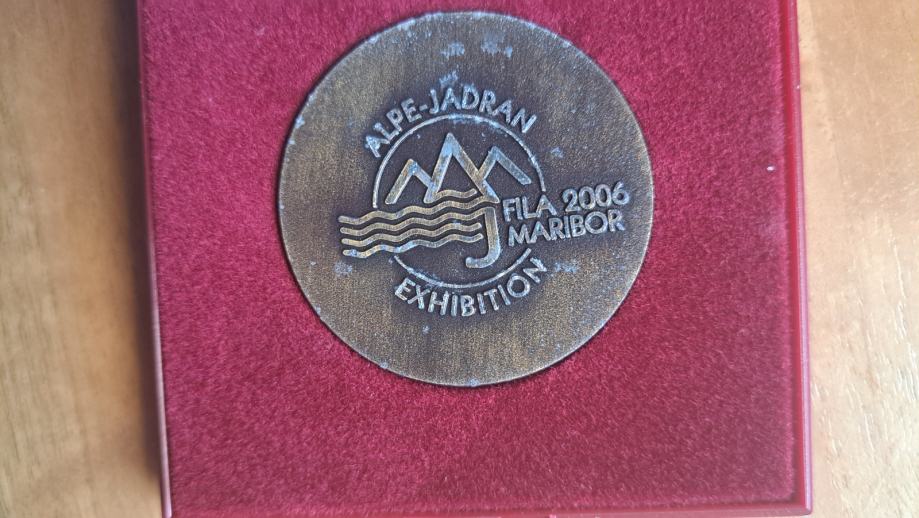 ALPE-JADRAN
FILA 2006
MARIBOR
EXHIBITION